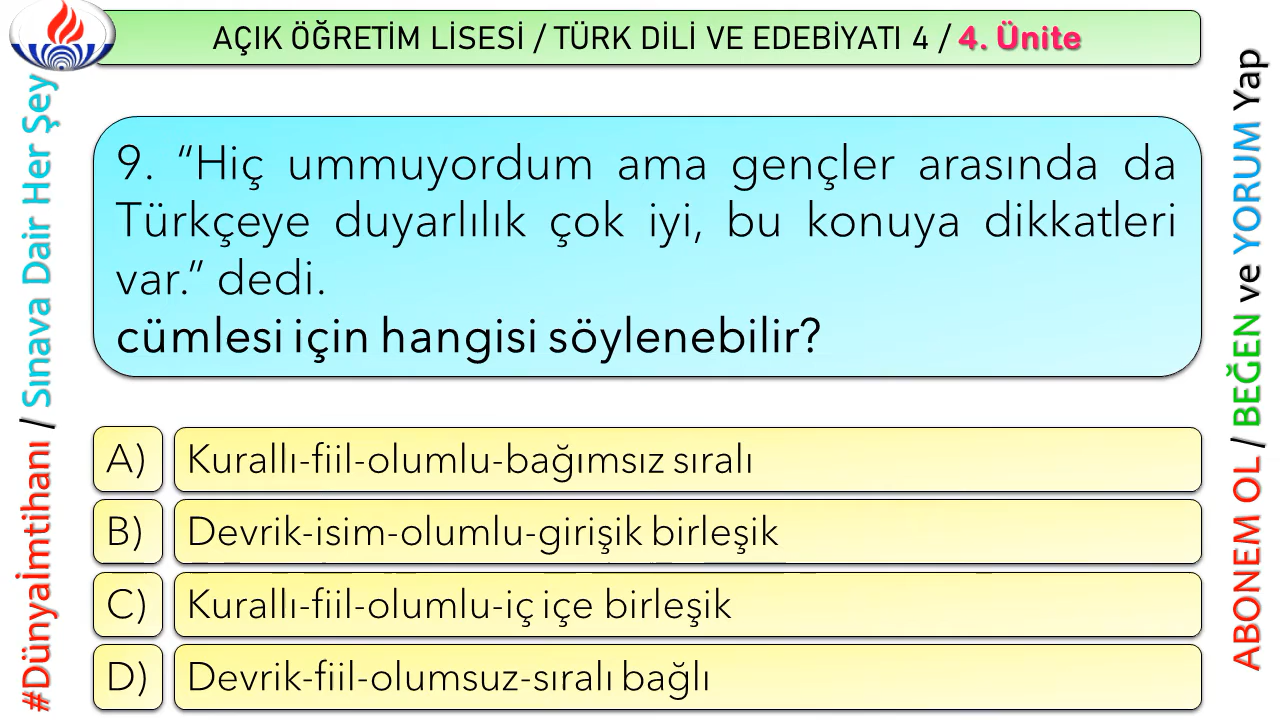 AÇIK ÖĞRETİM LİSESİ / TÜRK DİLİ VE EDEBİYATI 4 / 4. Ünite
#Dünyaİmtihanı / Sınava Dair Her Şey
9. “Hiç ummuyordum ama gençler arasında da
Türkçeye duyarlılık çok iyi, bu konuya dikkatleri
var.” dedi.
cümlesi için hangisi söylenebilir?
A) Kurallı-fiil-olumlu-bağımsız sıralı
B) Devrik-isim-olumlu-girişik birleşik
C) Kurallı-fiil-olumlu-iç içe birleşik
D) Devrik-fiil-olumsuz-sıralı bağlı
ABONEM OL / BEĞEN ve YORUM Yap